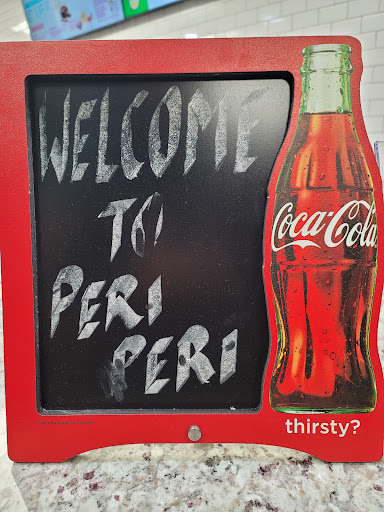 WELCOME
TO
PERI
PERI
Coca-Cola
thirsty?